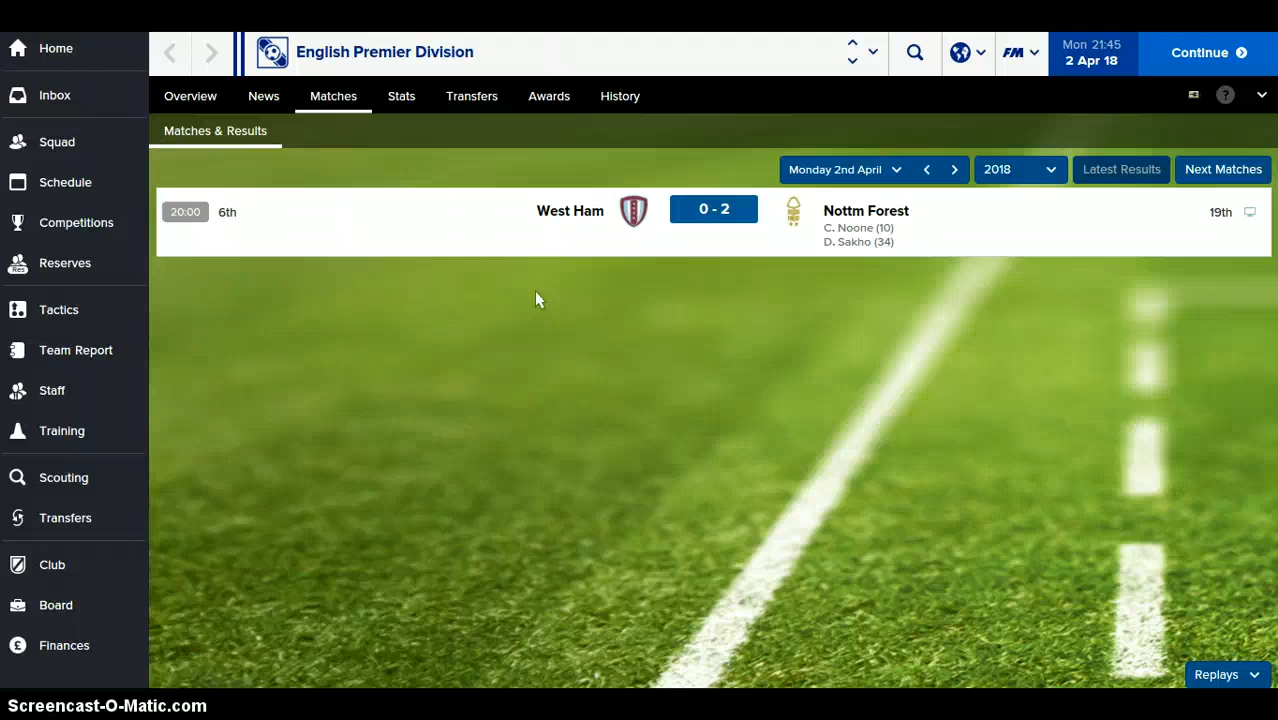 Home
English Premier Division
FM
Mon 21:45
2 Apr 18
Continue
Inbox
Overview
News
Matches
Stats
Transfers
Awards
History
?
Matches & Results
Squad
Monday 2nd April
2018
Latest Results
Next Matches
Schedule
20:00
6th
West Ham
0 - 2
Nottm Forest
19th
C. Noone (10)
D. Sakho (34)
Competitions
Res
Reserves
Tactics
Team Report
Staff
Training
Scouting
Transfers
Club
Board
£
Finances
Replays
Screencast-O-Matic.com